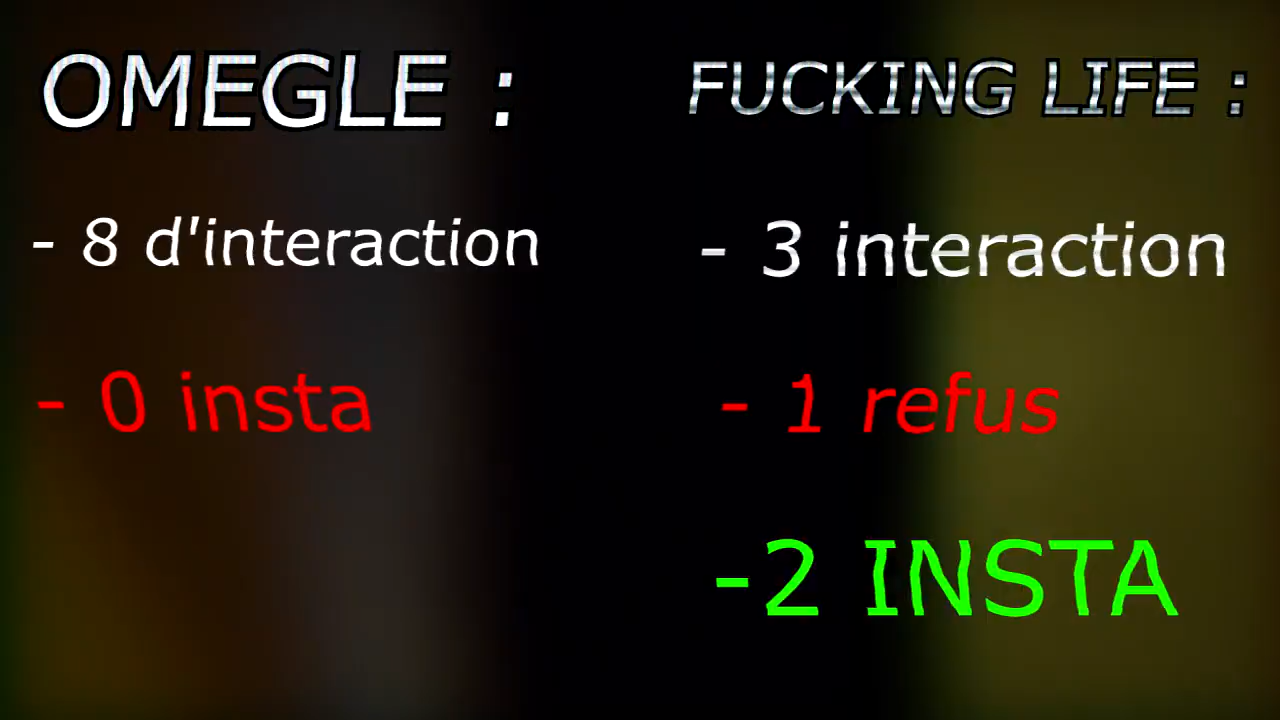 OMEGLE :
- 8 d'interaction
- 0 insta
FUCKING LIFE :
- 3 interaction
- 1 refus
-2 INSTA